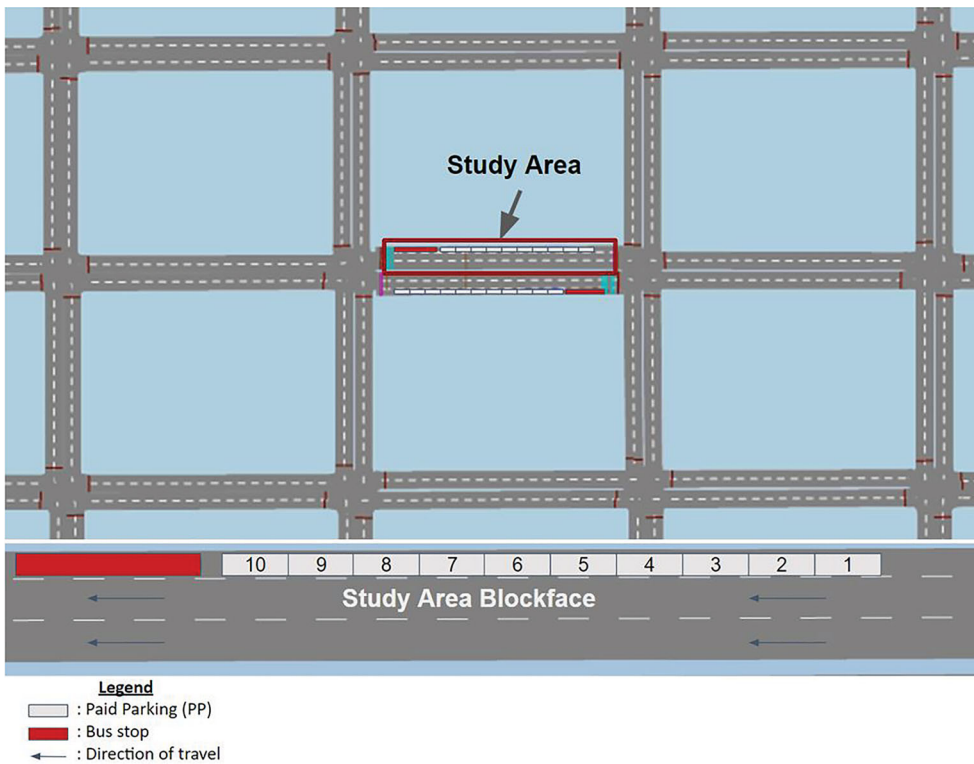 Study Area
10 9 8 7 6 5 4 3 2 1
Study Area Blockface
Legend
: Paid Parking (PP)
: Bus stop
: Direction of travel